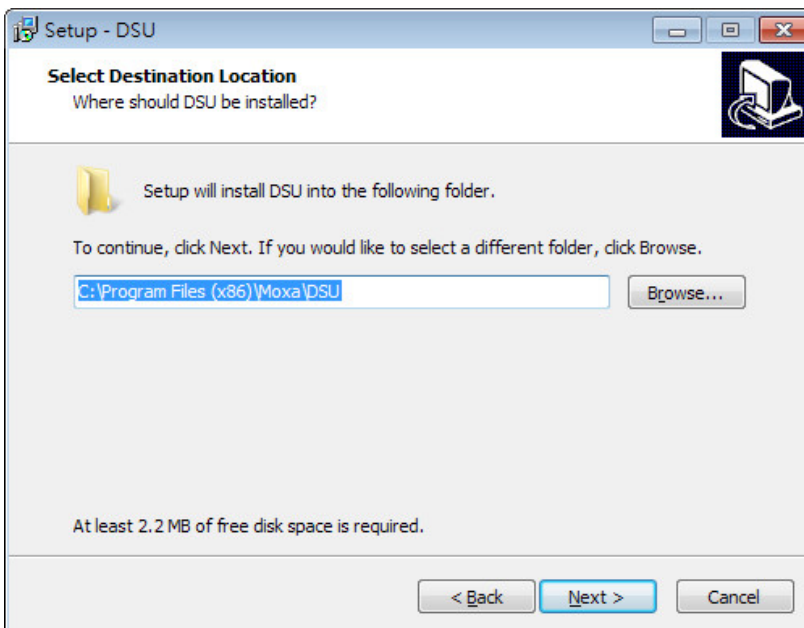 Setup - DSU
Select Destination Location
Where should DSU be installed?
Setup will install DSU into the following folder.
To continue, click Next. If you would like to select a different folder, click Browse.
C:\Program Files (x86)\Moxa\DSU
Browse...
At least 2.2 MB of free disk space is required.
< Back
Next >
Cancel